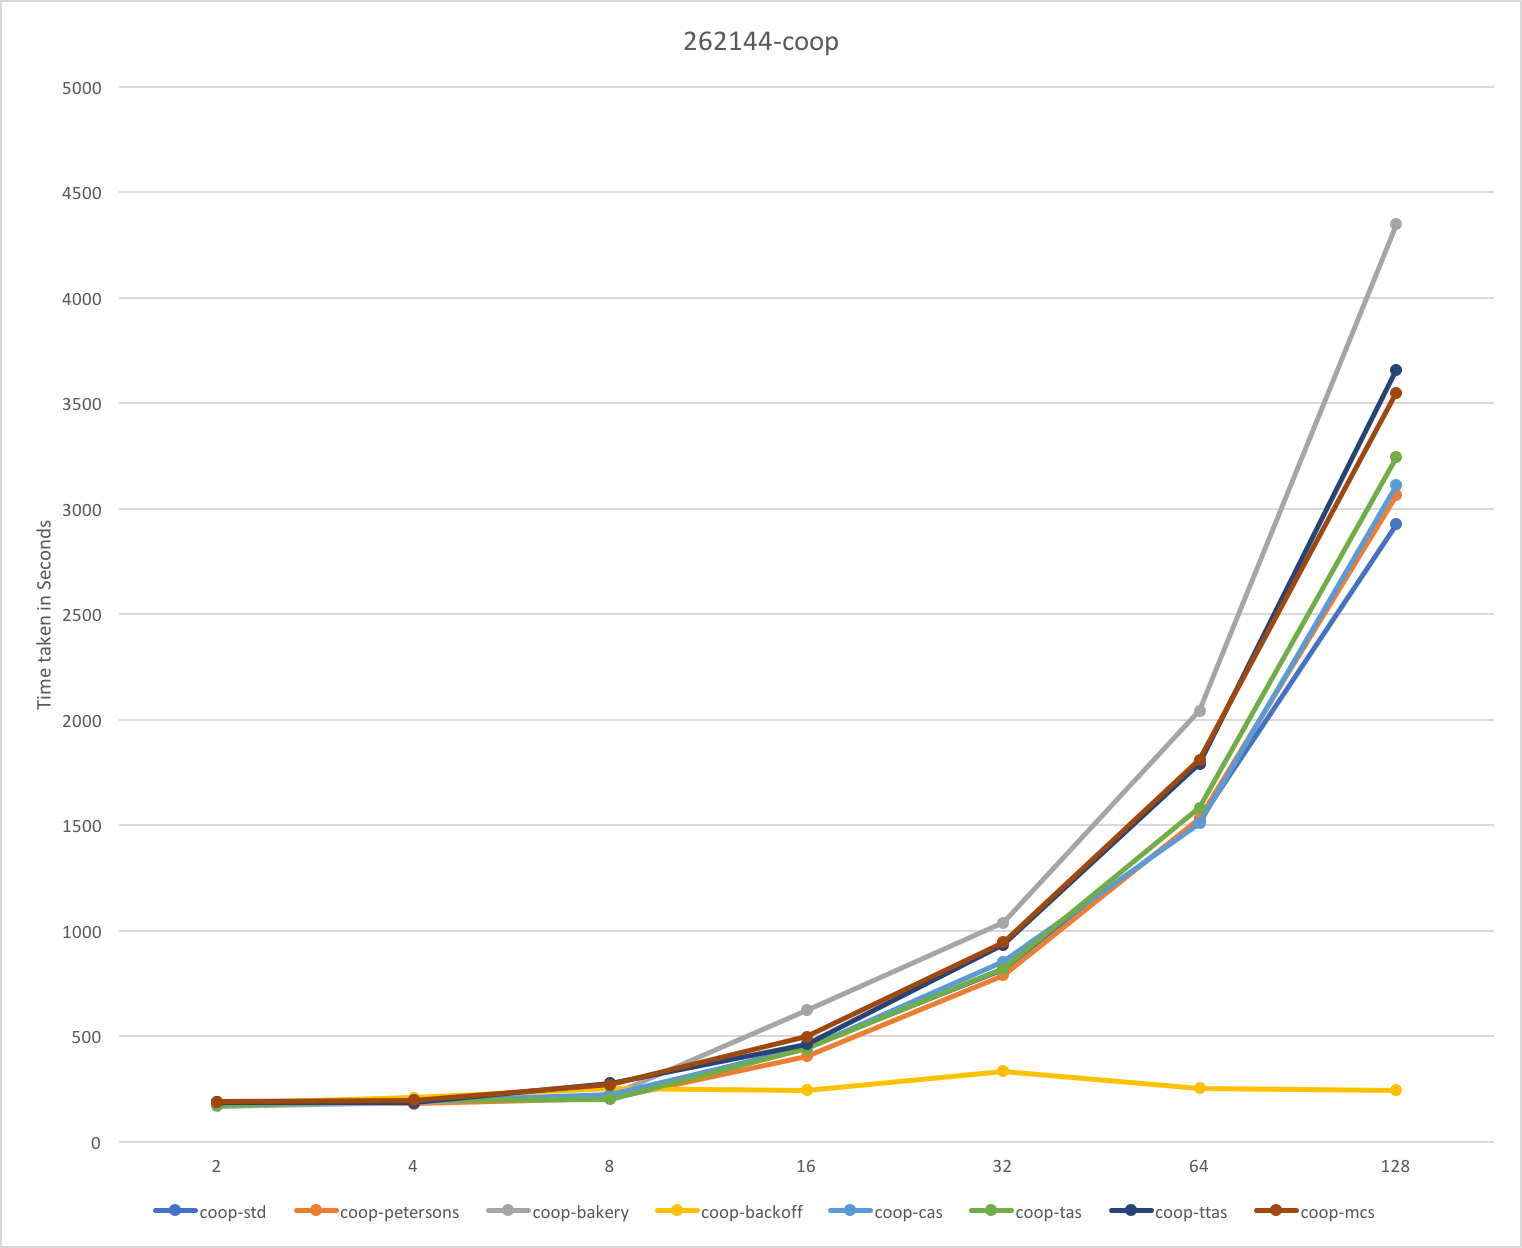 262144-coop
5000
4500
4000
3500
3000
2500
2000
1500
1000
500
0
Time taken in Seconds
2 4 8 16 32 64 128
coop-std coop-petersons coop-bakery coop-backoff coop-cas coop-tas coop-ttas coop-mcs